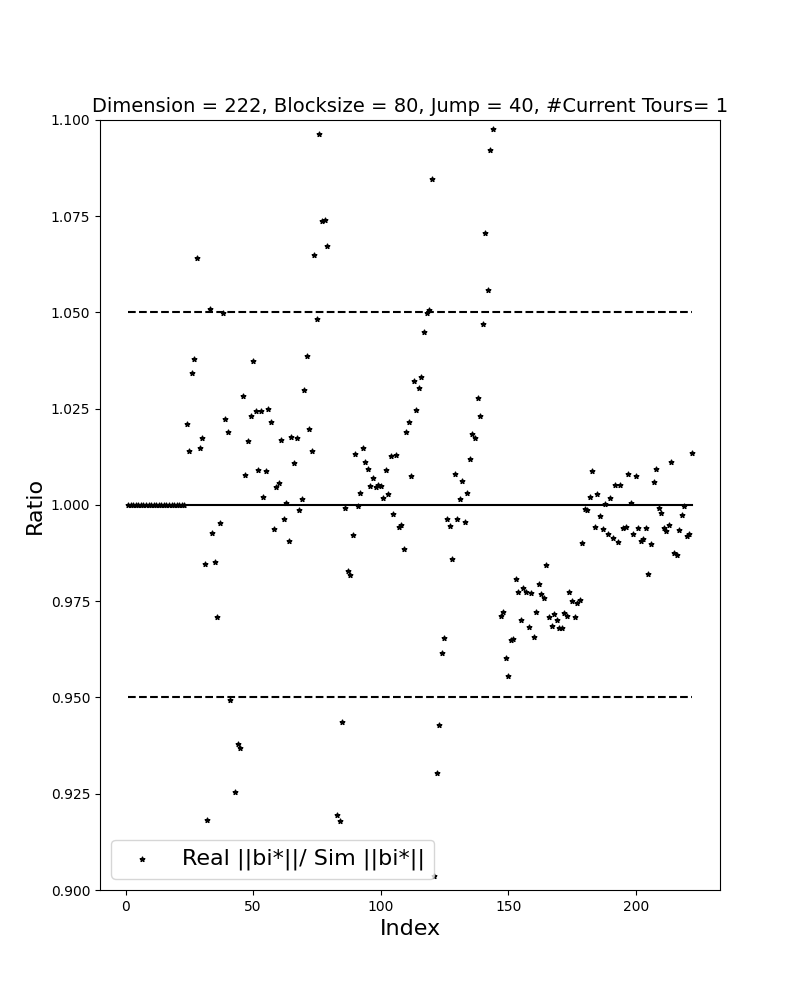 Dimension = 222, Blocksize = 80, Jump = 40, #Current Tours= 1
1.100
1.075
1.050
1.025
1.000
0.975
0.950
0.925
0.900
Ratio
Real ||bi*||/ Sim ||bi*||
0 50 100 150 200
Index